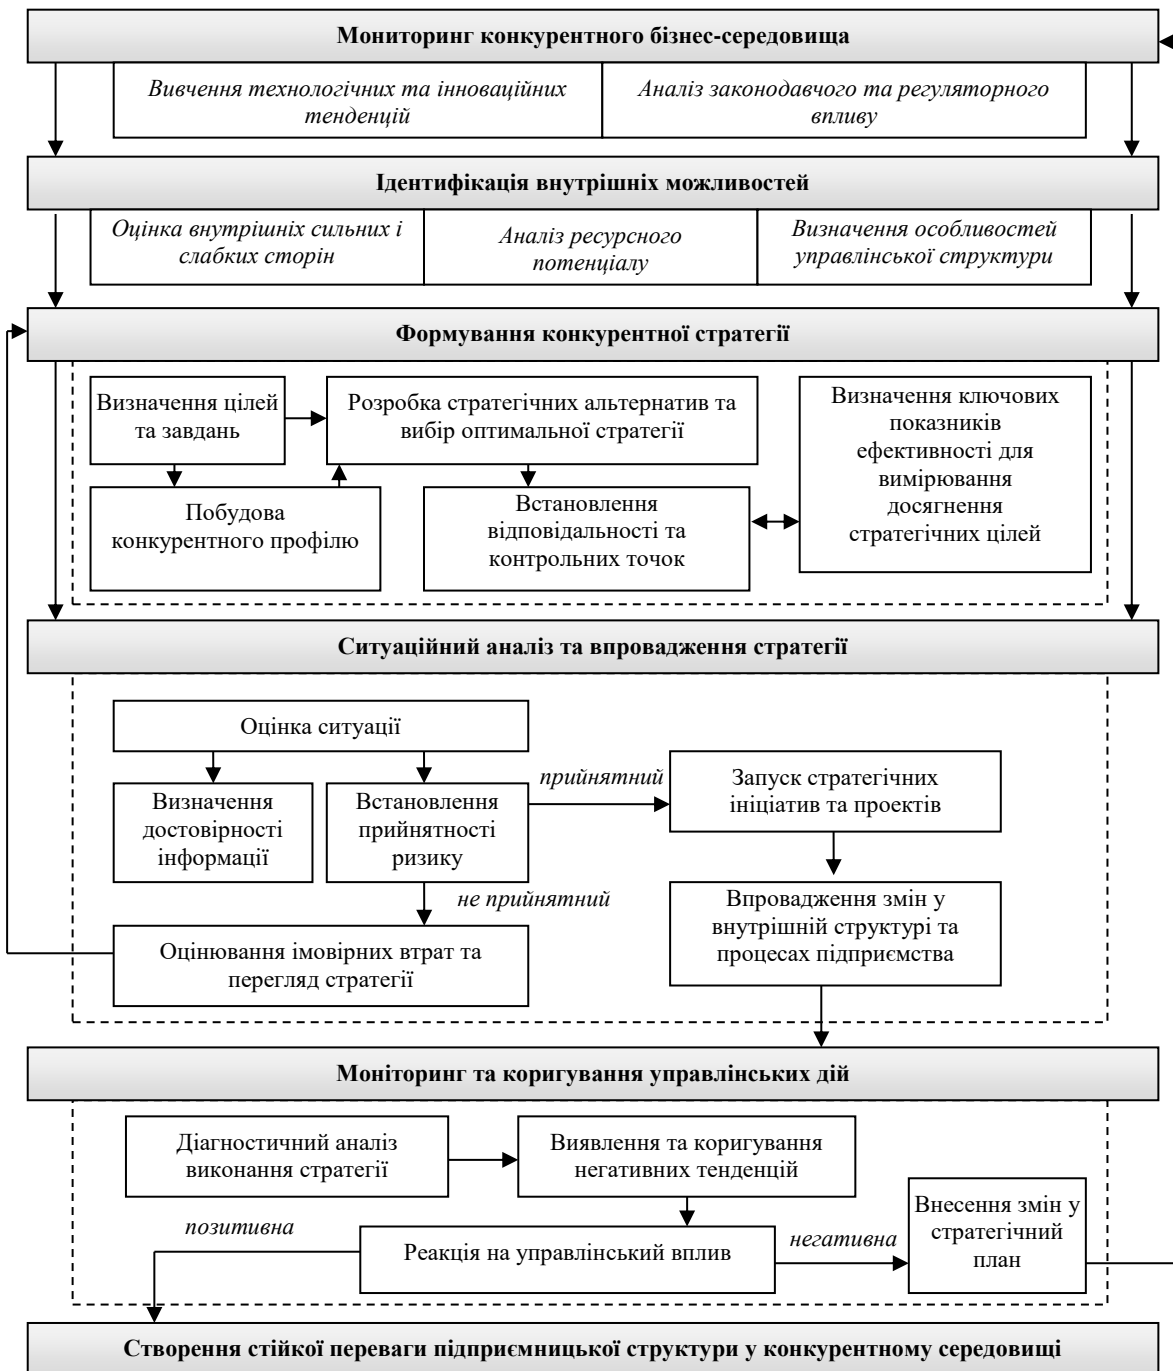 Мониторинг конкурентного бізнес-середовища
Вивчення технологічних та інноваційних
тенденцій
Аналіз законодавчого та регуляторного
впливу
Ідентифікація внутрішніх можливостей
Оцінка внутрішніх сильних і
слабких сторін
Аналіз ресурсного
потенціалу
Визначення особливостей
управлінської структури
Формування конкурентної стратегії
Визначення цілей
та завдань
Розробка стратегічних альтернатив та
вибір оптимальної стратегії
Визначення ключових
показників
ефективності для
вимірювання
досягнення
стратегічних цілей
Побудова
конкурентного профілю
Встановлення
відповідальності та
контрольних точок
Ситуаційний аналіз та впровадження стратегії
Оцінка ситуації
Визначення
достовірності
інформації
Встановлення
прийнятності
ризику
прийнятний
Запуск стратегічних
ініціатив та проектів
не прийнятний
Впровадження змін у
внутрішній структурі та
процесах підприємства
Оцінювання імовірних втрат та
перегляд стратегії
Моніторинг та коригування управлінських дій
Діагностичний аналіз
виконання стратегії
Виявлення та коригування
негативних тенденцій
позитивна
Реакція на управлінський вплив
негативна
Внесення змін у
стратегічний
план
Створення стійкої переваги підприємницької структури у конкурентному середовищі